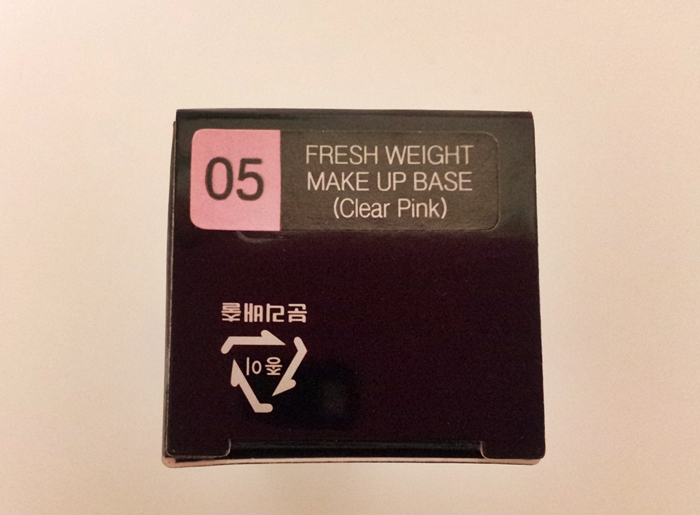 05
FRESH WEIGHT
MAKE UP BASE
(Clear Pink)
분리배출
종이